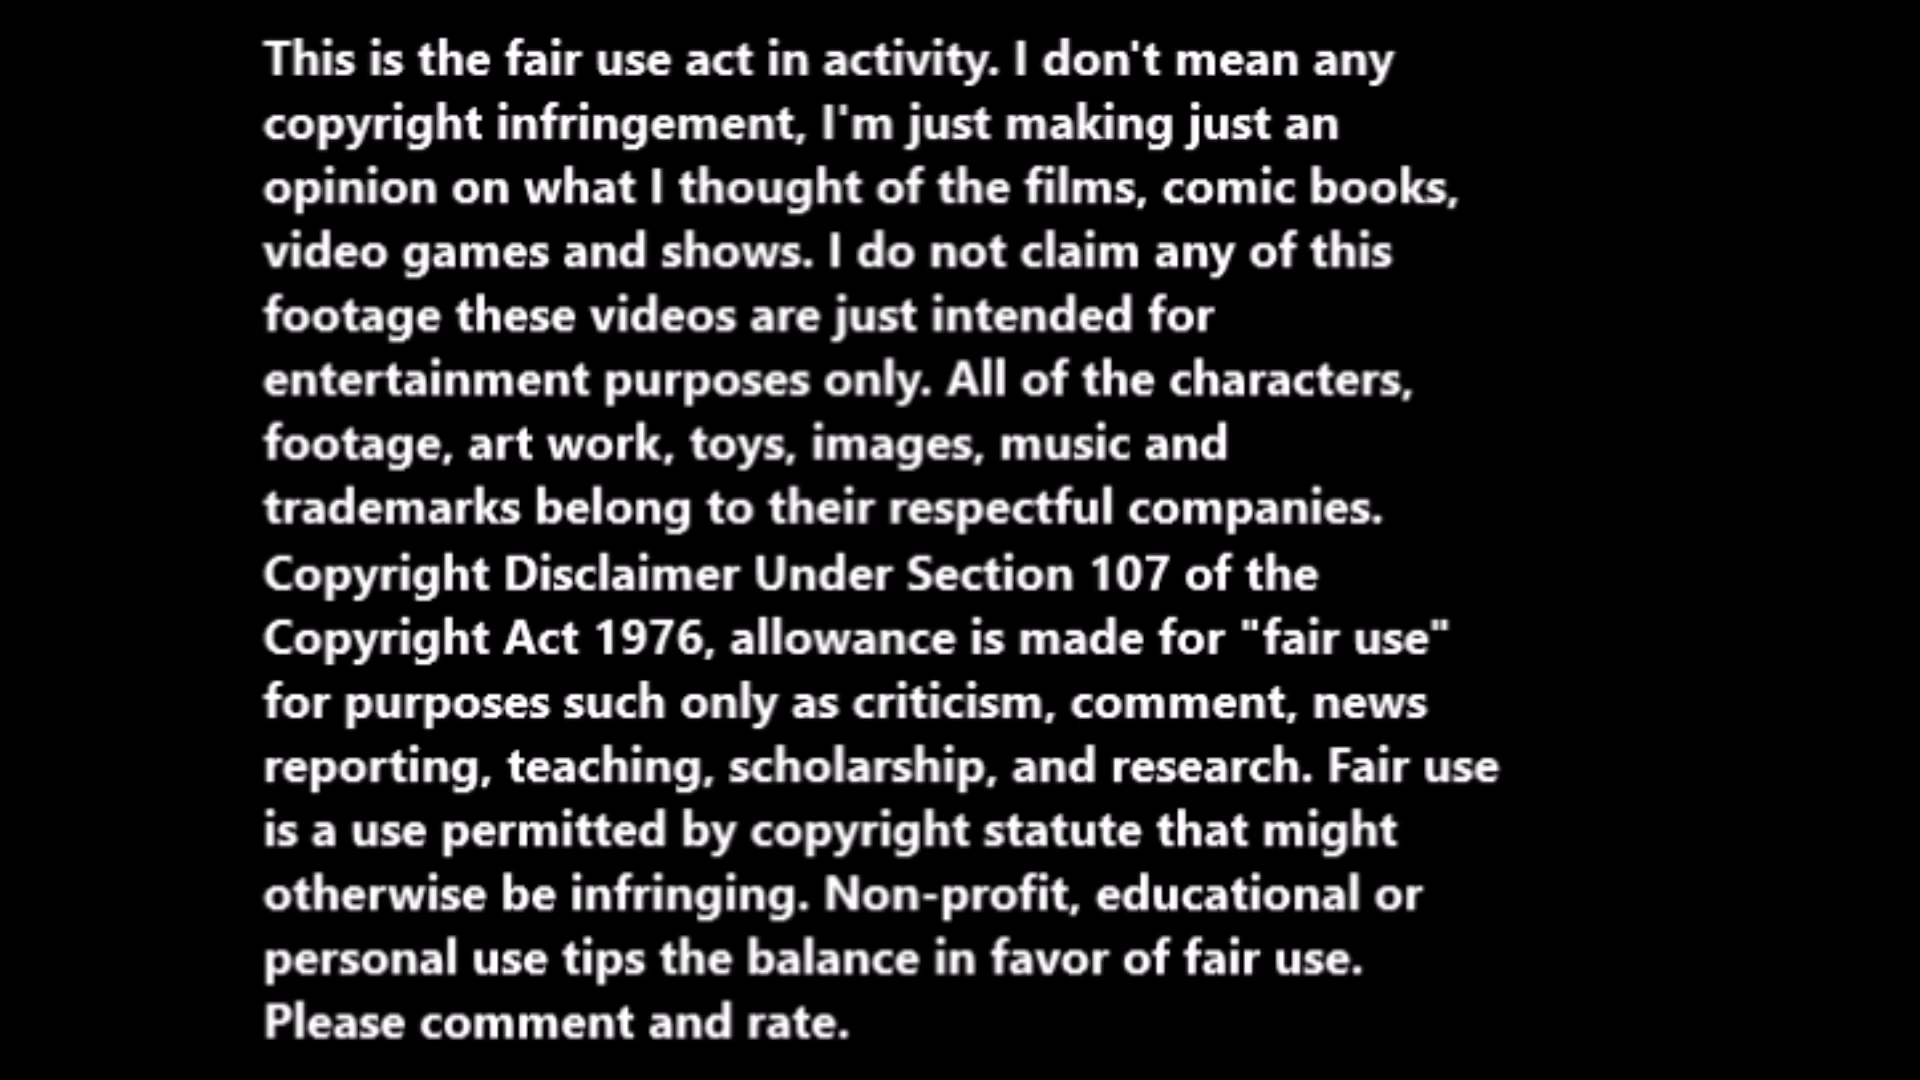 This is the fair use act in activity. I don't mean any
copyright infringement, I'm just making just an
opinion on what I thought of the films, comic books,
video games and shows. I do not claim any of this
footage these videos are just intended for
entertainment purposes only. All of the characters,
footage, art work, toys, images, music and
trademarks belong to their respectful companies.
Copyright Disclaimer Under Section 107 of the
Copyright Act 1976, allowance is made for "fair use"
for purposes such only as criticism, comment, news
reporting, teaching, scholarship, and research. Fair use
is a use permitted by copyright statute that might
otherwise be infringing. Non-profit, educational or
personal use tips the balance in favor of fair use.
Please comment and rate.